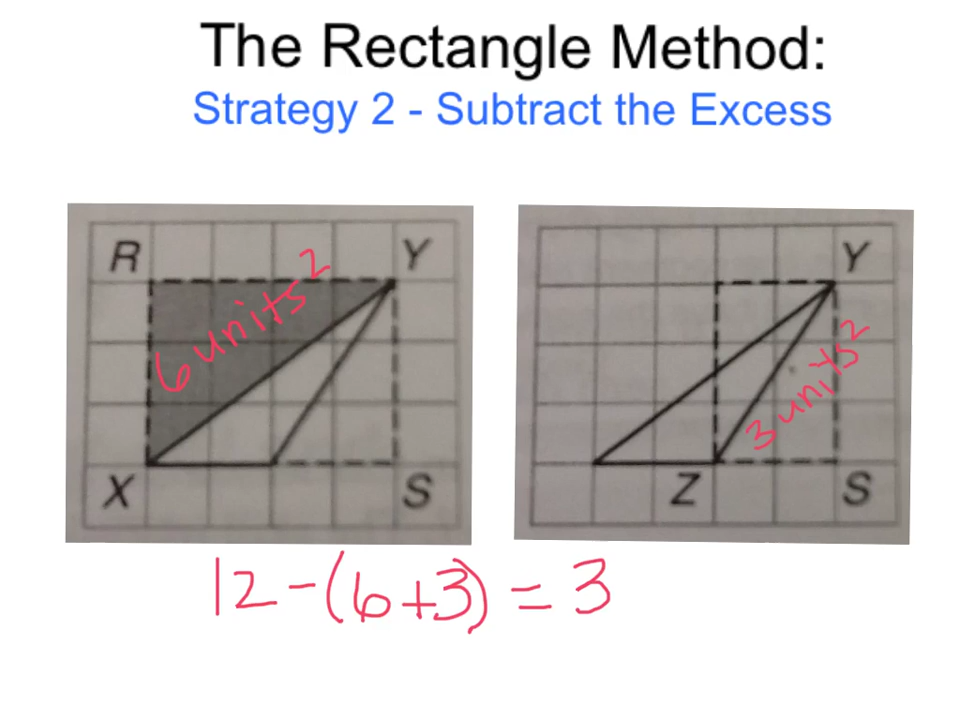 The Rectangle Method:
Strategy 2 - Subtract the Excess
R
Y
6 units²
X
S
Y
3 units²
Z
S
12-(6+3) = 3